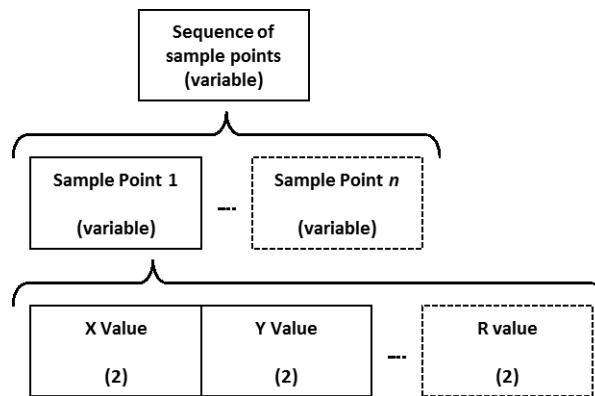 Sequence of
sample points
(variable)
Sample Point 1
(variable)
----
Sample Point n
(variable)
X Value
(2)
Y Value
(2)
----
R value
(2)